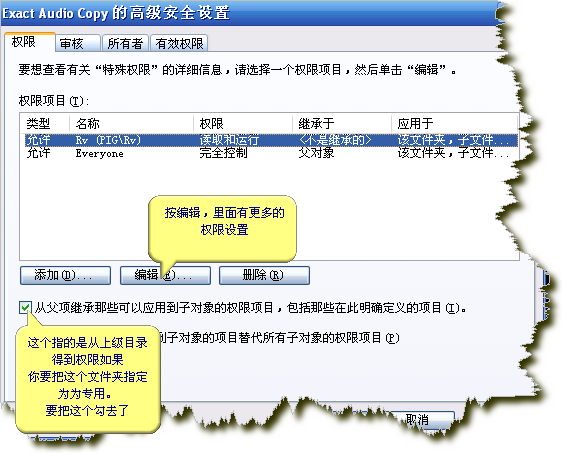 Exact Audio Copy 的高级安全设置
权限 审核 所有者 有效权限
要想查看有关“特殊权限”的详细信息，请选择一个权限项目，然后单击“编辑”。
权限项目(T):
类型 名称 权限 继承于 应用于
允许 Rv (PIG\Rv) 读取和运行 <不是继承的> 该文件夹，子文件...
允许 Everyone 完全控制 父对象 该文件夹，子文件...
按编辑，里面有更多的
权限设置
添加(D)... 编辑(E)... 删除(R)
从父项继承那些可以应用到子对象的权限项目，包括那些在此明确定义的项目(I)。
到子对象的项目替代所有子对象的权限项目(P)
这个指的是从上级目录
得到权限如果
你要把这个文件夹指定
为为专用。
要把这个勾去了
取消